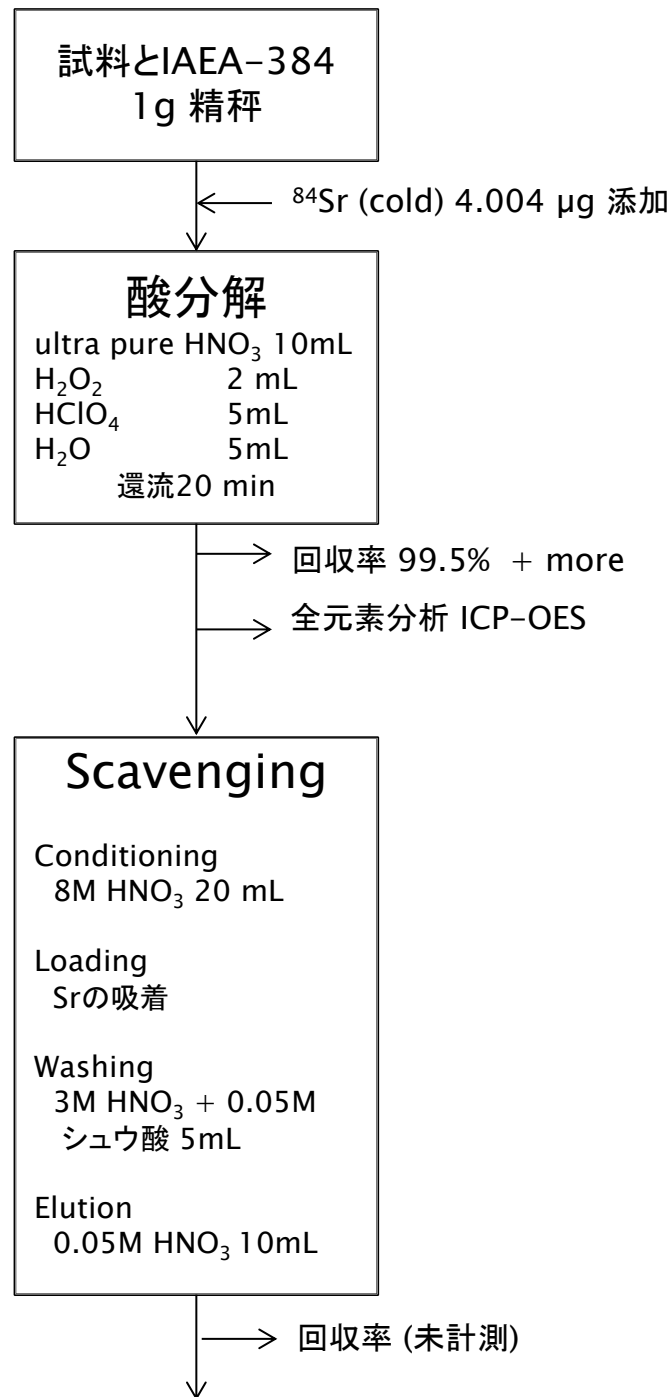 試料とIAEA-384
1g 精秤
⁸⁴Sr (cold) 4.004 µg 添加
酸分解
ultra pure HNO₃ 10mL
H₂O₂ 2 mL
HClO₄ 5mL
H₂O 5mL
還流20 min
回収率 99.5% + more
全元素分析 ICP-OES
Scavenging
Conditioning
8M HNO₃ 20 mL
Loading
Srの吸着
Washing
3M HNO₃ + 0.05M
シュウ酸 5mL
Elution
0.05M HNO₃ 10mL
回収率 (未計測)